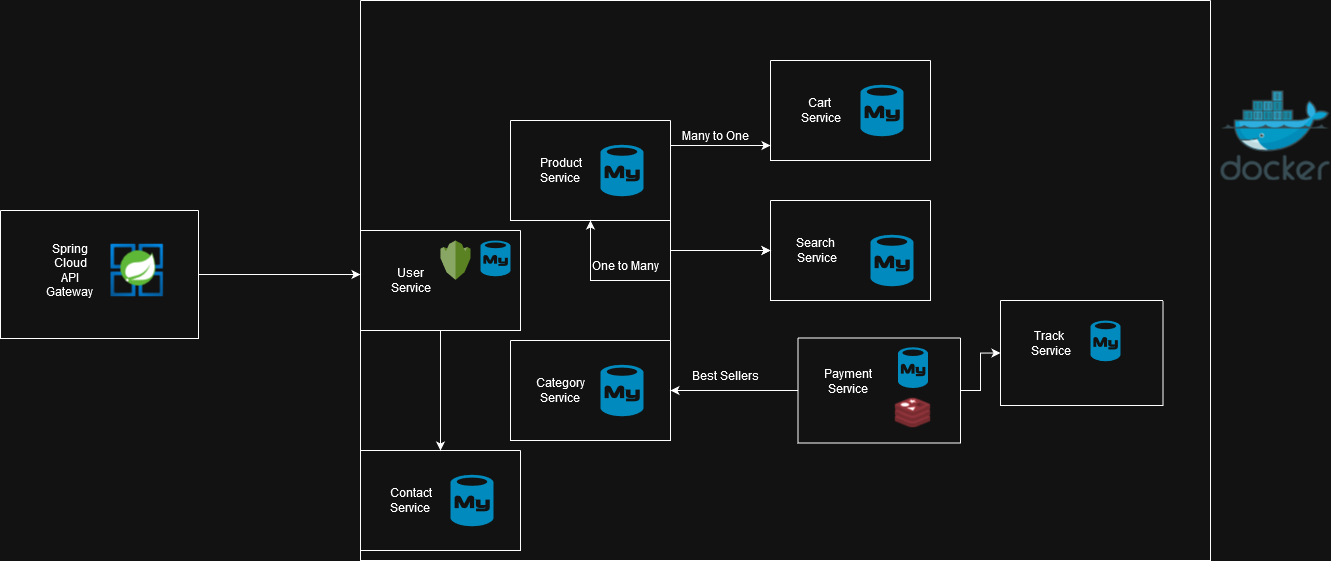 Spring
Cloud
API
Gateway
User
Service
My
Contact
Service
My
Product
Service
My
One to Many
Category
Service
My
Many to One
Cart
Service
My
Search
Service
My
Best Sellers
Payment
Service
My
Track
Service
My
docker